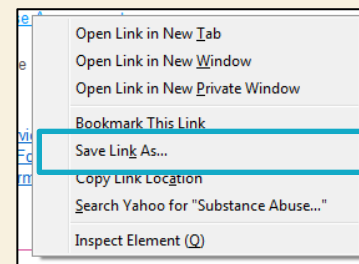 Open Link in New Tab
Open Link in New Window
Open Link in New Private Window
Bookmark This Link
Save Link As...
Copy Link Location
Search Yahoo for "Substance Abuse..."
Inspect Element (Q)